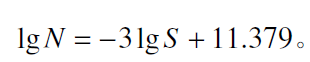 lg N = −3 lg S + 11.379。